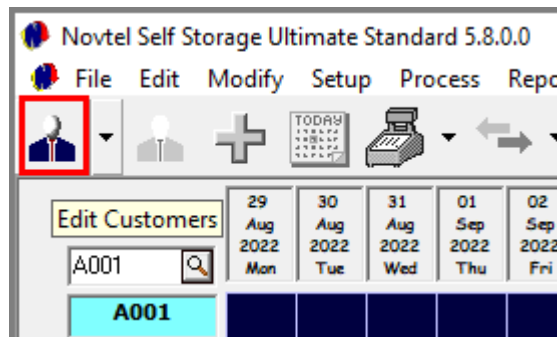 Novtel Self Storage Ultimate Standard 5.8.0.0
File Edit Modify Setup Process Repo
TODAY
Edit Customers
29 Aug 2022 Mon
30 Aug 2022 Tue
31 Aug 2022 Wed
01 Sep 2022 Thu
02 Sep 2022 Fri
A001
A001